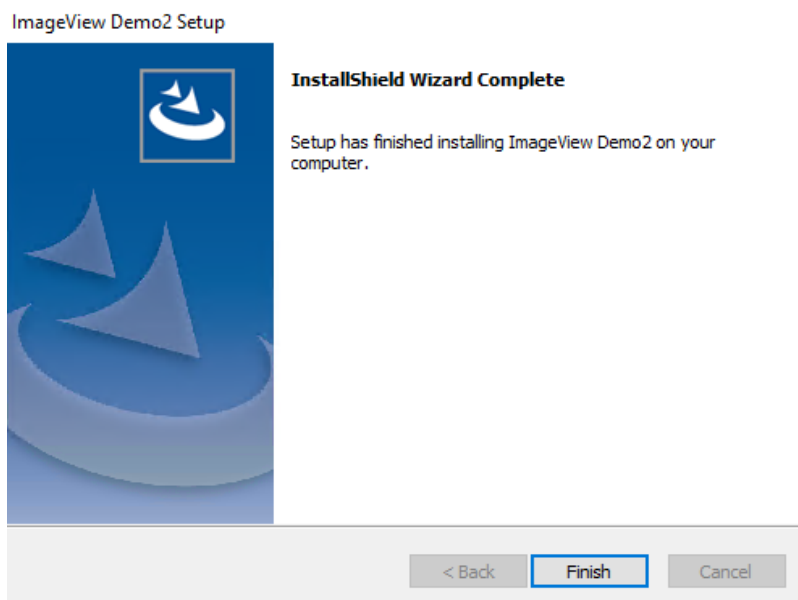 ImageView Demo2 Setup
InstallShield Wizard Complete
Setup has finished installing ImageView Demo2 on your
computer.
< Back
Finish
Cancel